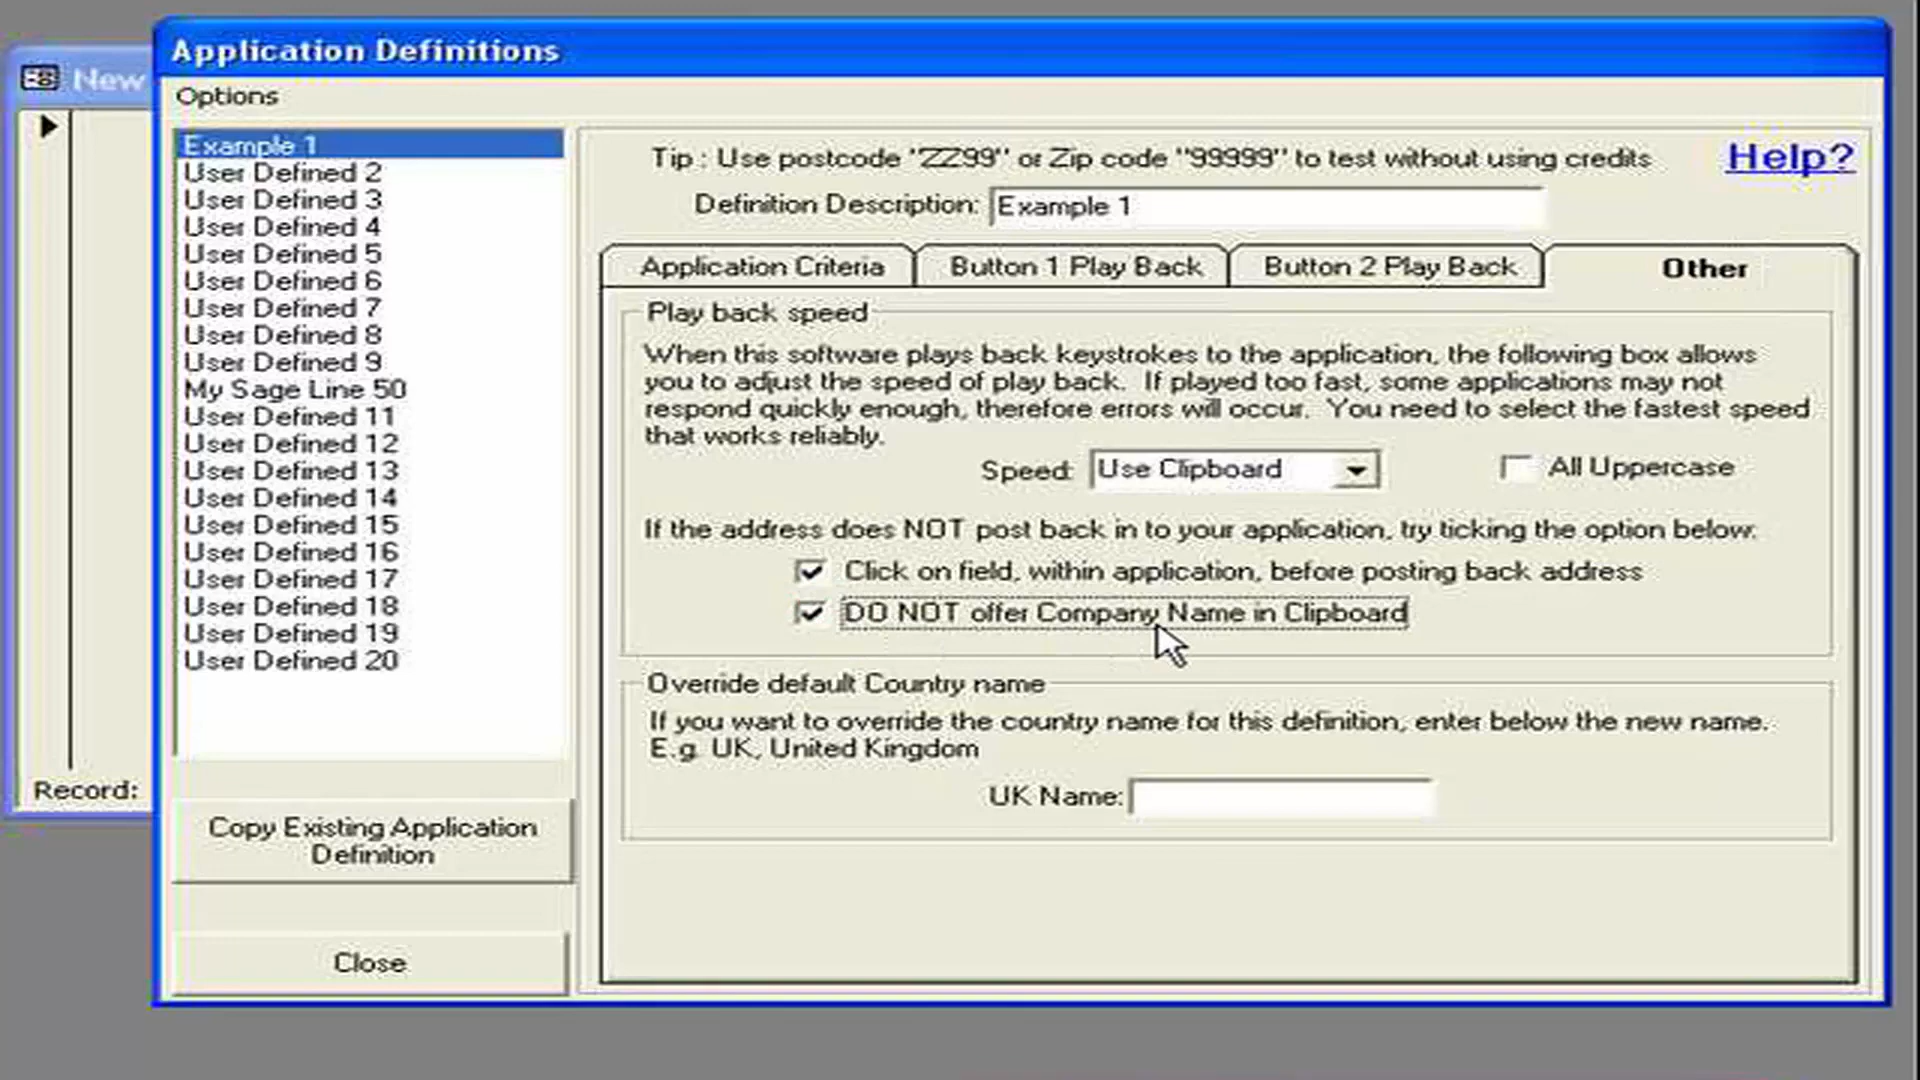 Application Definitions
New
Options
Example 1
User Defined 2
User Defined 3
User Defined 4
User Defined 5
User Defined 6
User Defined 7
User Defined 8
User Defined 9
My Sage Line 50
User Defined 11
User Defined 12
User Defined 13
User Defined 14
User Defined 15
User Defined 16
User Defined 17
User Defined 18
User Defined 19
User Defined 20
Record:
Copy Existing Application
Definition
Close
Tip : Use postcode "ZZ99" or Zip code "99999" to test without using credits
Help?
Definition Description: Example 1
Application Criteria
Button 1 Play Back
Button 2 Play Back
Other
Play back speed
When this software plays back keystrokes to the application, the following box allows
you to adjust the speed of play back. If played too fast, some applications may not
respond quickly enough, therefore errors will occur. You need to select the fastest speed
that works reliably.
Speed: Use Clipboard
All Uppercase
If the address does NOT post back in to your application, try ticking the option below:
Click on field, within application, before posting back address
DO NOT offer Company Name in Clipboard
Override default Country name
If you want to override the country name for this definition, enter below the new name.
E.g. UK, United Kingdom
UK Name: